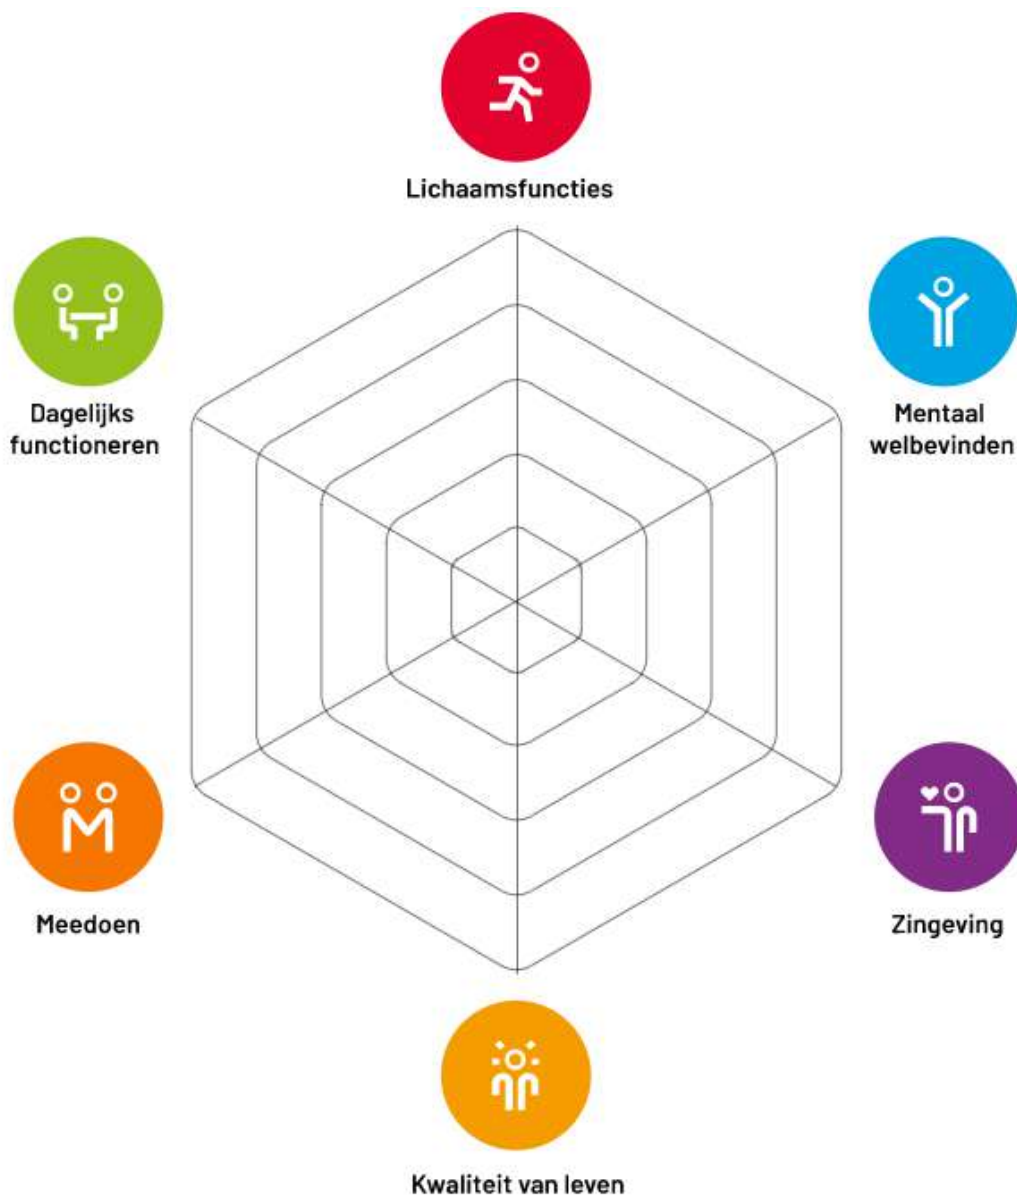 Lichaamsfuncties
Dagelijks
functioneren
Mentaal
welbevinden
Meedoen
Zingeving
Kwaliteit van leven